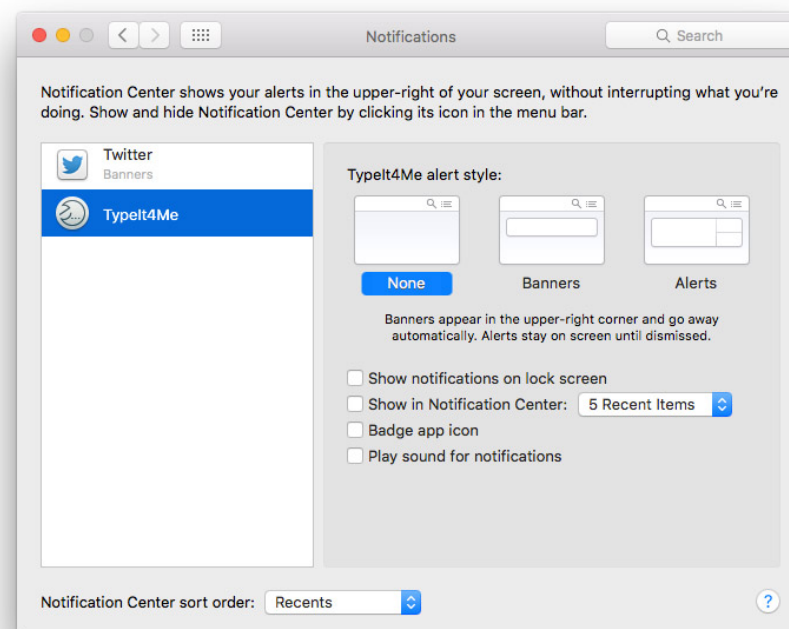 Notifications
Search
Notification Center shows your alerts in the upper-right of your screen, without interrupting what you're
doing. Show and hide Notification Center by clicking its icon in the menu bar.
Twitter
Banners
TypeIt4Me
TypeIt4Me alert style:
None
Banners
Alerts
Banners appear in the upper-right corner and go away
automatically. Alerts stay on screen until dismissed.
Show notifications on lock screen
Show in Notification Center: 5 Recent Items
Badge app icon
Play sound for notifications
Notification Center sort order: Recents
?